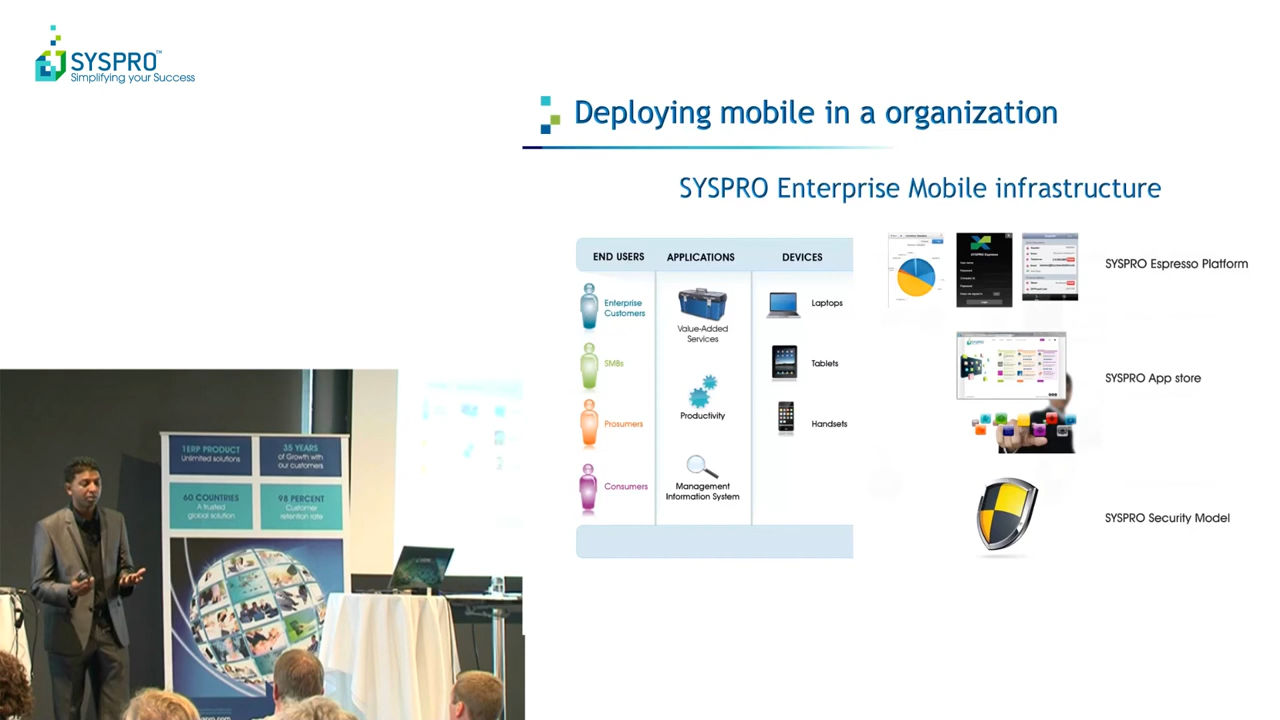 SYSPRO™
Simplifying your Success
Deploying mobile in a organization
SYSPRO Enterprise Mobile infrastructure
END USERS
APPLICATIONS
DEVICES
Enterprise
Customers
SMBs
Prosumers
Consumers
Value-Added
Services
Productivity
Management
Information System
Laptops
Tablets
Handsets
SYSPRO Espresso
SYSPRO Espresso Platform
SYSPRO App store
SYSPRO Security Model
1ERP PRODUCT
Unlimited solutions
35 YEARS
of Growth with
our customers
60 COUNTRIES
A trusted
global solution
98 PERCENT
Customer
retention rate